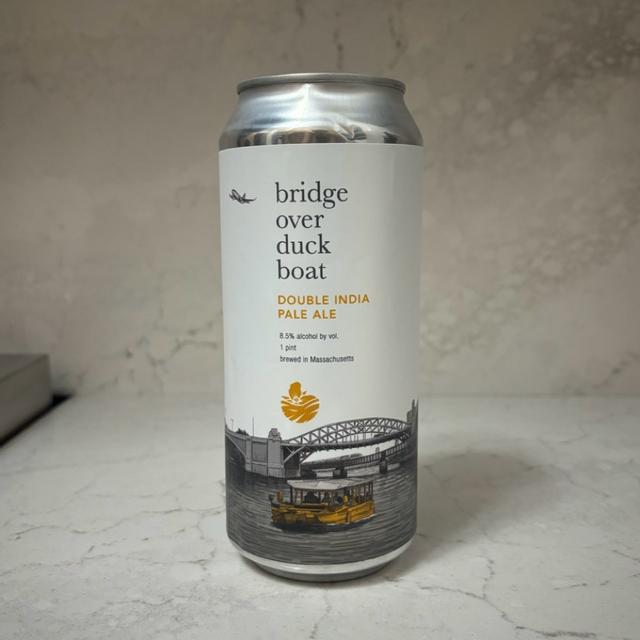 bridge
over
duck
boat
DOUBLE INDIA
PALE ALE
8.5% alcohol by vol.
1 pint
brewed in Massachusetts